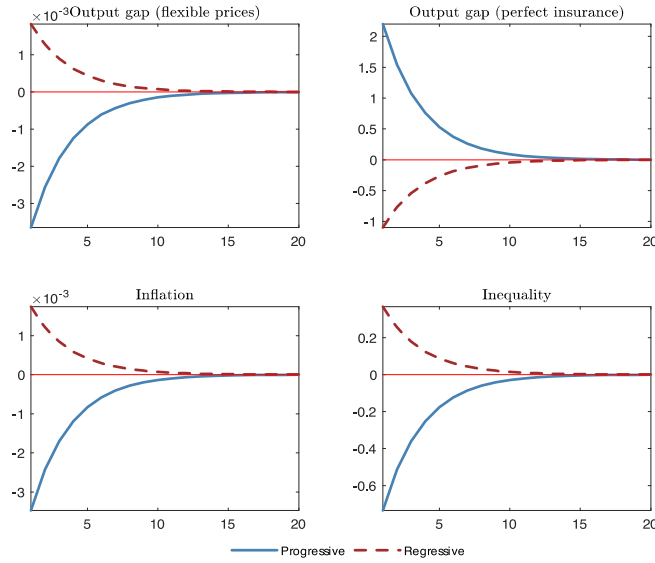 ×10⁻³ Output gap (flexible prices)
Output gap (perfect insurance)
1
0
-1
-2
-3
5 10 15 20
2
1.5
1
0.5
0
-0.5
-1
5 10 15 20
×10⁻³
Inflation
Inequality
1
0
-1
-2
-3
5 10 15 20
0.2
0
-0.2
-0.4
-0.6
5 10 15 20
Progressive Regressive